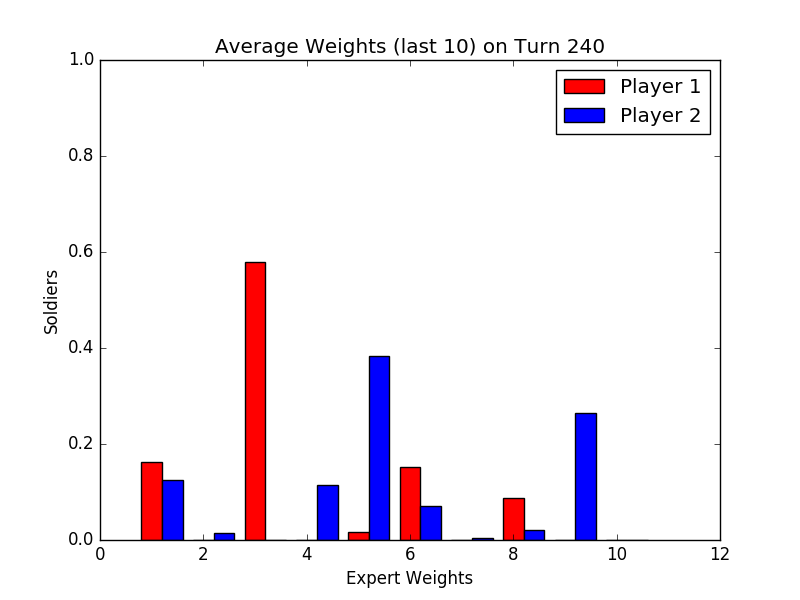 Average Weights (last 10) on Turn 240
1.0
0.8
0.6
0.4
0.2
0.0
Soldiers
Player 1
Player 2
0 2 4 6 8 10 12
Expert Weights